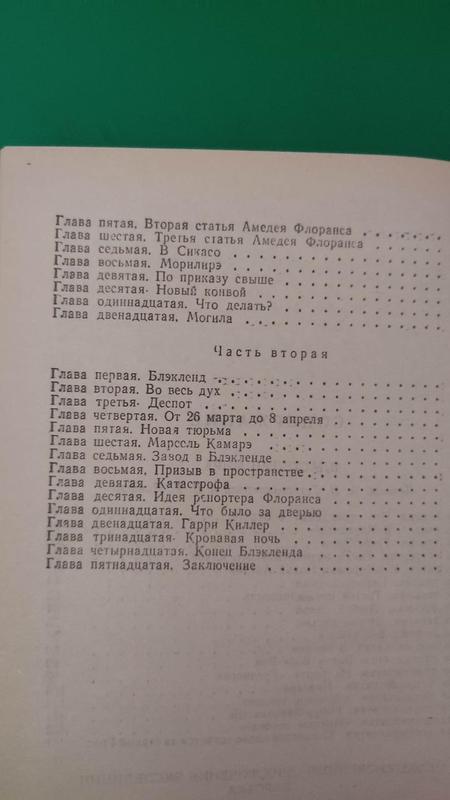 Глава пятая. Вторая статья Амедея Флоранса . . . . . .
Глава шестая. Третья статья Амедея Флоранса . . . . . .
Глава седьмая. В Сикасо . . . . . . . . . . . . . . .
Глава восьмая. Морилирэ . . . . . . . . . . . . . . .
Глава девятая. По приказу свыше . . . . . . . . . . .
Глава десятая. Новый конвой . . . . . . . . . . . . .
Глава одиннадцатая. Что делать? . . . . . . . . . . .
Глава двенадцатая. Могила . . . . . . . . . . . . . .
Часть вторая
Глава первая. Блэкленд . . . . . . . . . . . . . . .
Глава вторая. Во весь дух . . . . . . . . . . . . . .
Глава третья. Деспот . . . . . . . . . . . . . . . .
Глава четвертая. От 26 марта до 8 апреля . . . . . . .
Глава пятая. Новая тюрьма . . . . . . . . . . . . . .
Глава шестая. Марсель Камарэ . . . . . . . . . . . .
Глава седьмая. Завод в Блэкленде . . . . . . . . . .
Глава восьмая. Призыв в пространстве . . . . . . . .
Глава девятая. Катастрофа . . . . . . . . . . . . . .
Глава десятая. Идея репортера Флоранса . . . . . . .
Глава одиннадцатая. Что было за дверью . . . . . . .
Глава двенадцатая. Гарри Киллер . . . . . . . . . . .
Глава тринадцатая. Кровавая ночь . . . . . . . . . .
Глава четырнадцатая. Конец Блэкленда . . . . . . . .
Глава пятнадцатая. Заключение . . . . . . . . . . . .